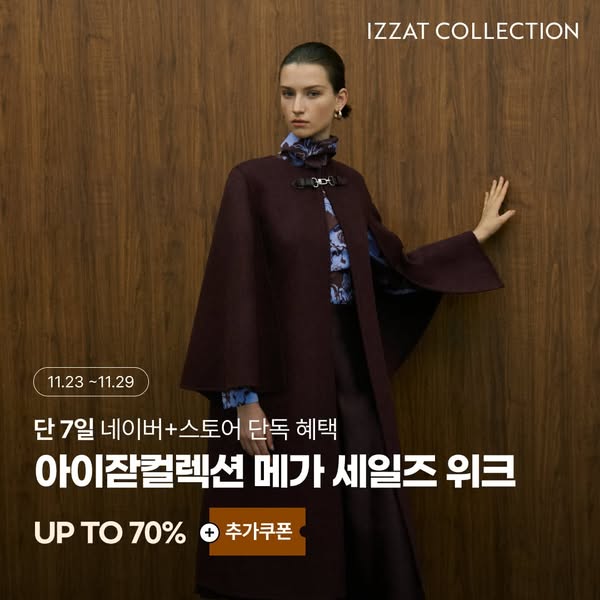 IZZAT COLLECTION
11.23 ~11.29
단 7일 네이버+스토어 단독 혜택
아이잗컬렉션 메가 세일즈 위크
UP TO 70% + 추가쿠폰